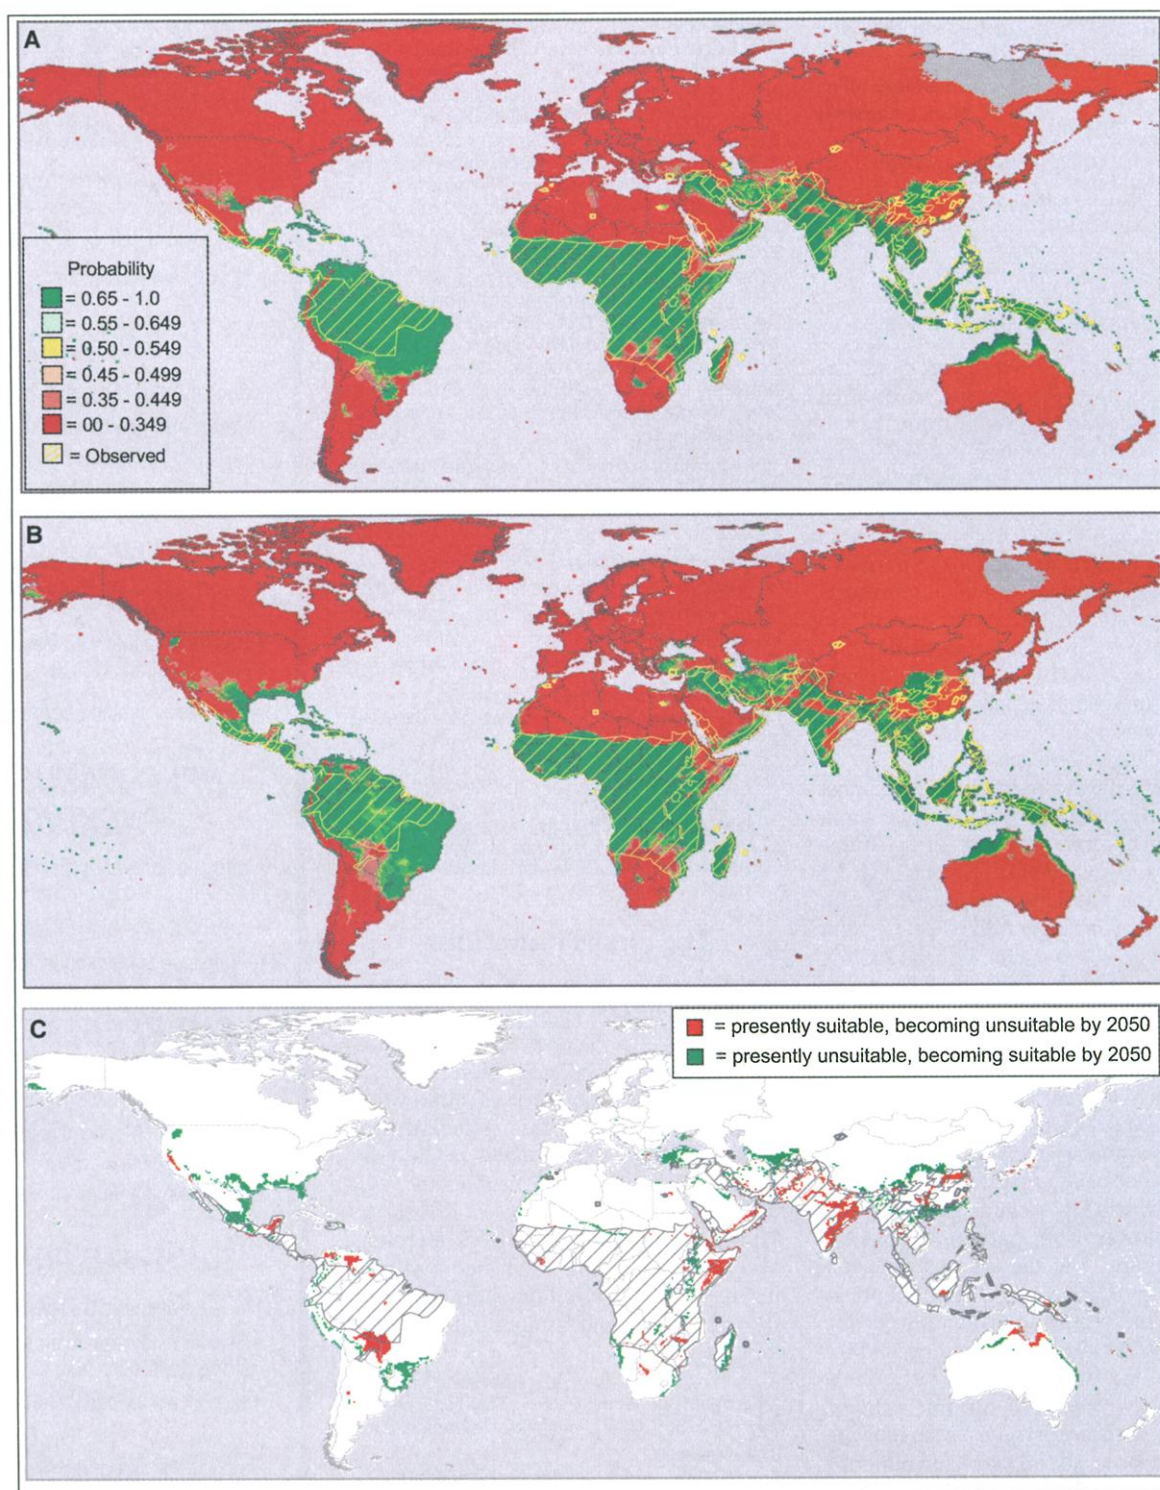 A
Probability
= 0.65 - 1.0
= 0.55 - 0.649
= 0.50 - 0.549
= 0.45 - 0.499
= 0.35 - 0.449
= 00 - 0.349
= Observed
B
C
= presently suitable, becoming unsuitable by 2050
= presently unsuitable, becoming suitable by 2050